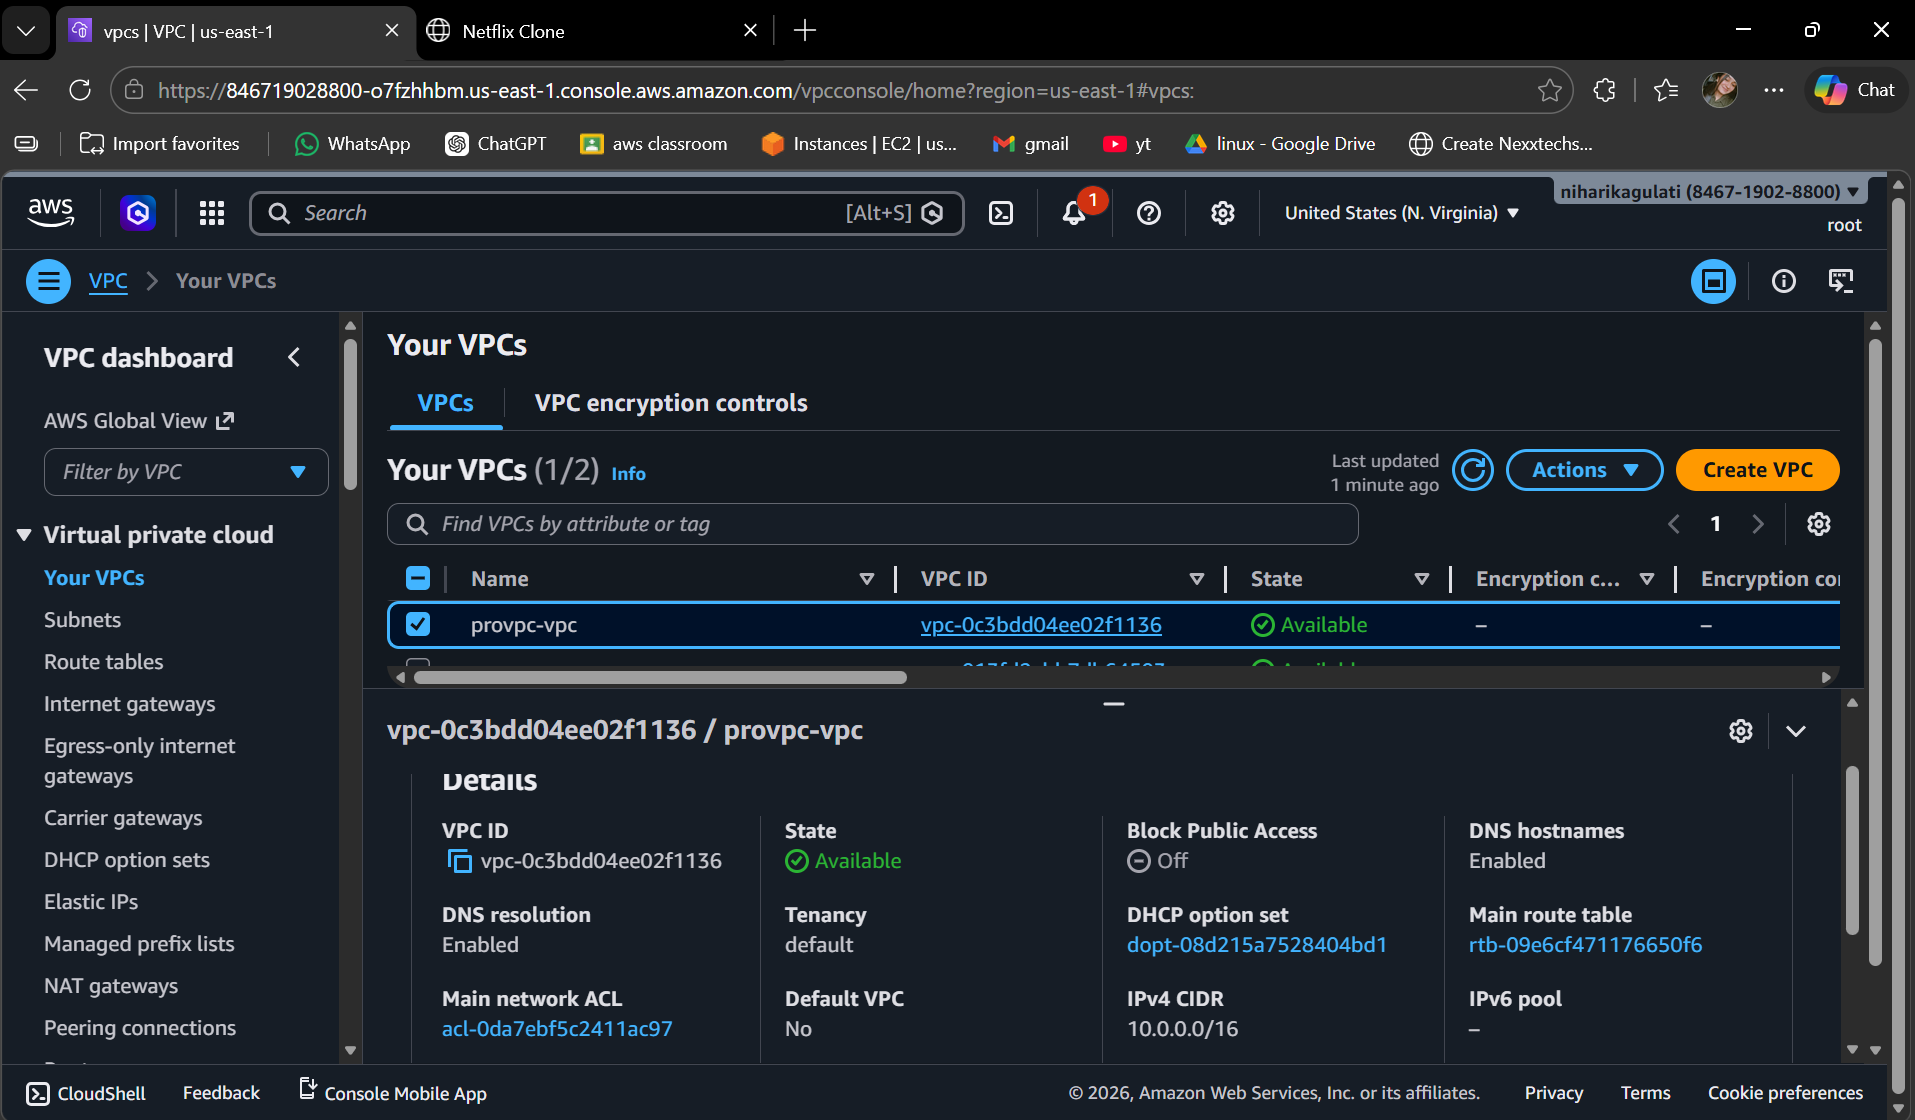 vpcs | VPC | us-east-1
Netflix Clone
https://846719028800-o7fzhhbm.us-east-1.console.aws.amazon.com/vpcconsole/home?region=us-east-1#vpcs:
Chat
Import favorites
WhatsApp
ChatGPT
aws classroom
Instances | EC2 | us...
gmail
yt
linux - Google Drive
Create Nexxtechs...
aws
Search
[Alt+S]
1
United States (N. Virginia)
niharikagulati (8467-1902-8800)
root
VPC
Your VPCs
VPC dashboard
AWS Global View
Filter by VPC
Virtual private cloud
Your VPCs
Subnets
Route tables
Internet gateways
Egress-only internet
gateways
Carrier gateways
DHCP option sets
Elastic IPs
Managed prefix lists
NAT gateways
Peering connections
Your VPCs
VPCs
VPC encryption controls
Your VPCs (1/2) Info
Last updated
1 minute ago
Actions
Create VPC
Find VPCs by attribute or tag
1
Name
VPC ID
State
Encryption c...
Encryption co
provpc-vpc
vpc-0c3bdd04ee02f1136
Available
–
–
vpc-0c3bdd04ee02f1136 / provpc-vpc
Details
VPC ID
vpc-0c3bdd04ee02f1136
State
Available
Block Public Access
Off
DNS hostnames
Enabled
DNS resolution
Enabled
Tenancy
default
DHCP option set
dopt-08d215a7528404bd1
Main route table
rtb-09e6cf471176650f6
Main network ACL
acl-0da7ebf5c2411ac97
Default VPC
No
IPv4 CIDR
10.0.0.0/16
IPv6 pool
–
CloudShell
Feedback
Console Mobile App
© 2026, Amazon Web Services, Inc. or its affiliates.
Privacy
Terms
Cookie preferences